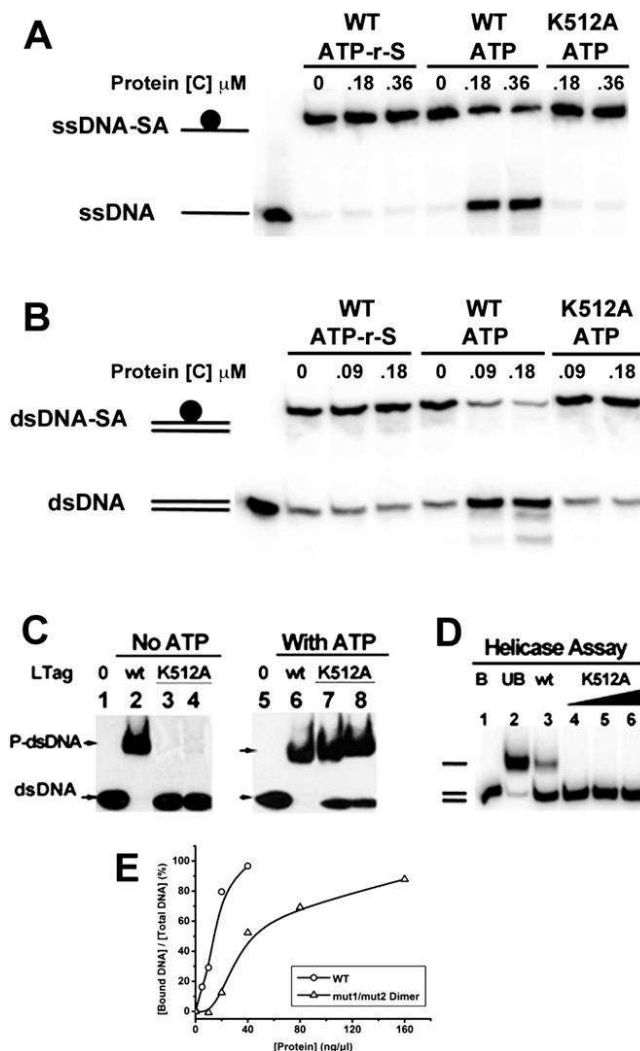 A
WT WT K512A
ATP-r-S ATP ATP
Protein [C] μM 0 .18 .36 0 .18 .36 .18 .36
ssDNA-SA
ssDNA
B
WT WT K512A
ATP-r-S ATP ATP
Protein [C] μM 0 .09 .18 0 .09 .18 .09 .18
dsDNA-SA
dsDNA
C
No ATP With ATP
LTag 0 wt K512A 0 wt K512A
1 2 3 4 5 6 7 8
P-dsDNA
dsDNA
D
Helicase Assay
B UB wt K512A
1 2 3 4 5 6
E
[Bound DNA] / [Total DNA] (%)
100
80
60
40
20
0
WT
mut1/mut2 Dimer
0 40 80 120 160
[Protein] (ng/μl)